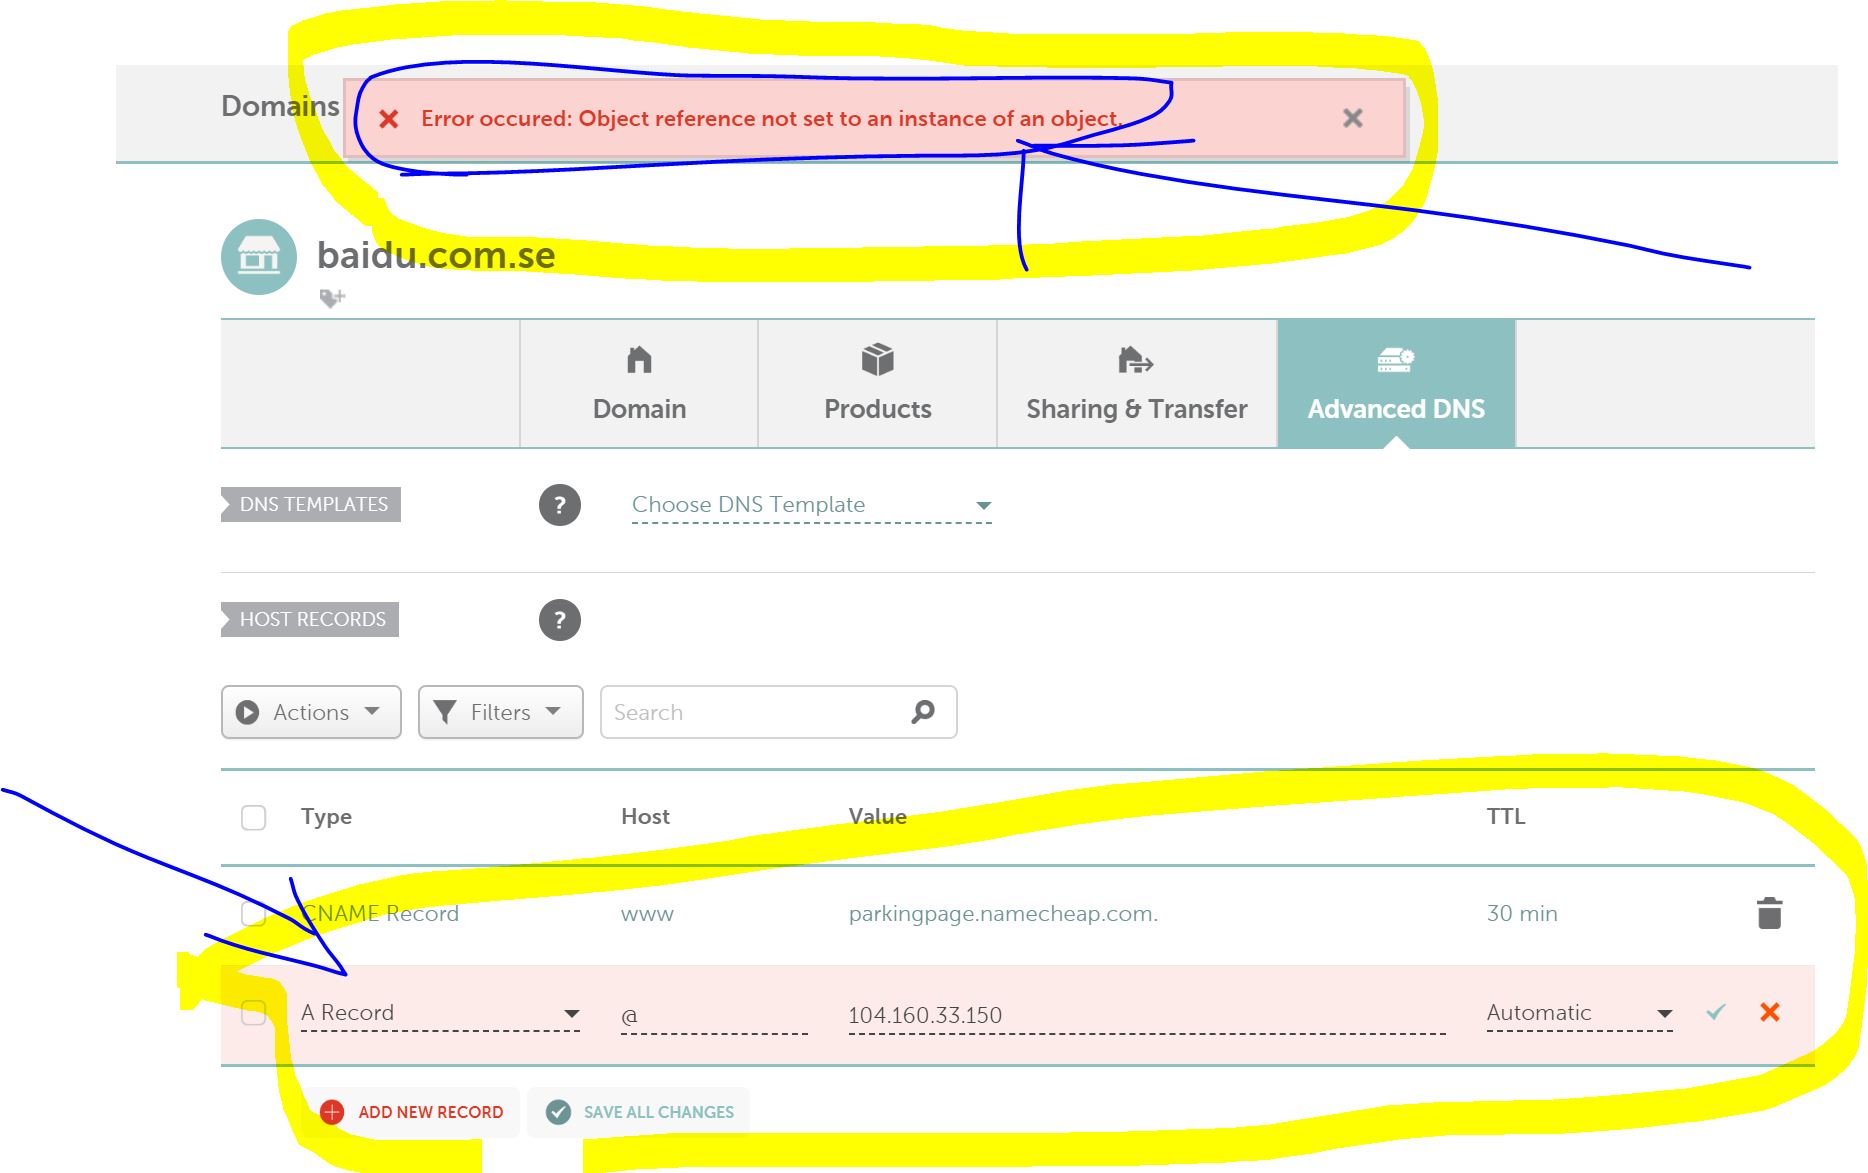 Domains
Error occured: Object reference not set to an instance of an object.
baidu.com.se
Domain Products Sharing & Transfer Advanced DNS
DNS TEMPLATES ? Choose DNS Template
HOST RECORDS ?
Actions Filters Search
Type Host Value TTL
CNAME Record www parkingpage.namecheap.com. 30 min
A Record @ 104.160.33.150 Automatic
ADD NEW RECORD SAVE ALL CHANGES